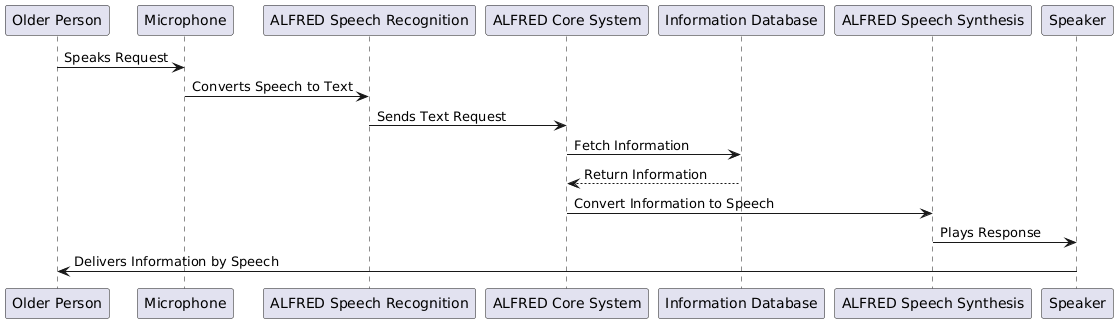 Older Person
Microphone
ALFRED Speech Recognition
ALFRED Core System
Information Database
ALFRED Speech Synthesis
Speaker
Speaks Request
Converts Speech to Text
Sends Text Request
Fetch Information
Return Information
Convert Information to Speech
Plays Response
Delivers Information by Speech
Older Person
Microphone
ALFRED Speech Recognition
ALFRED Core System
Information Database
ALFRED Speech Synthesis
Speaker